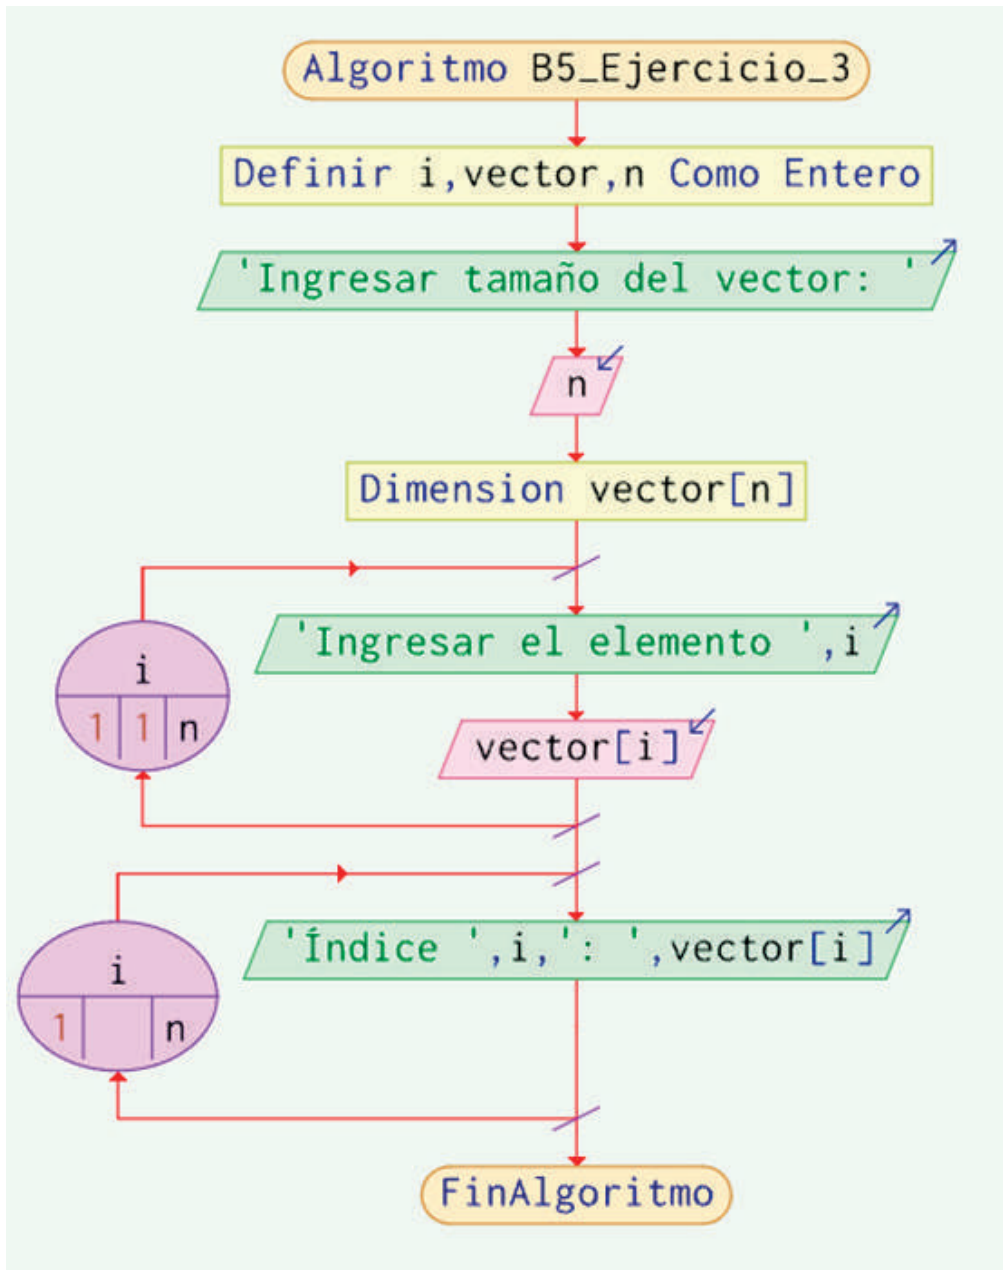 Algoritmo B5_Ejercicio_3
Definir i,vector,n Como Entero
'Ingresar tamaño del vector: '
n
Dimension vector[n]
'Ingresar el elemento ',i
i
1 1 n
vector[i]
'Índice ',i,': ',vector[i]
i
1 n
FinAlgoritmo